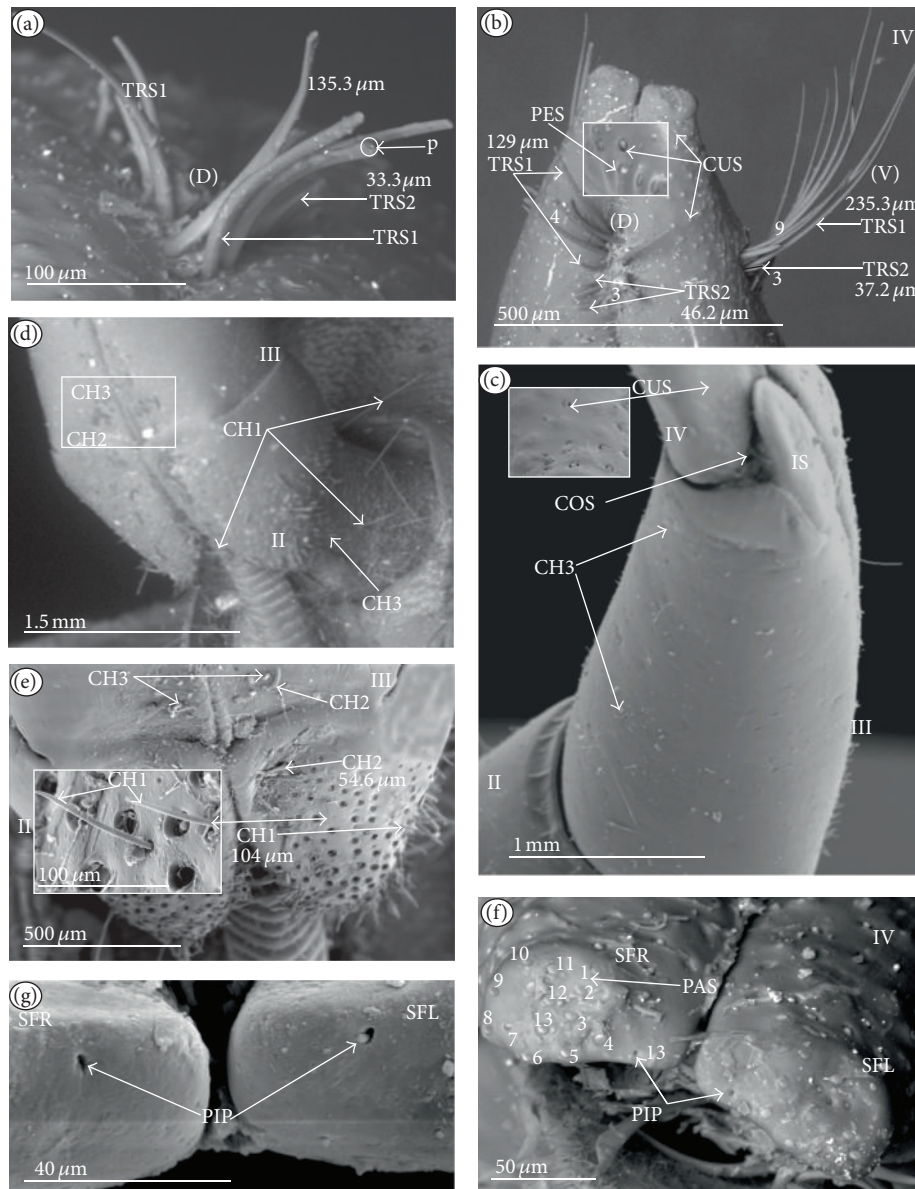 (a)
TRS1
135.3 μm
p
(D)
33.3 μm
TRS2
TRS1
100 μm
(b)
IV
PES
129 μm
TRS1
CUS
(V)
4
(D)
235.3 μm
9
TRS1
3
TRS2
3
TRS2
37.2 μm
500 μm
46.2 μm
(d)
III
CH3
CH1
CH2
II
CH3
1.5 mm
(c)
CUS
IV
IS
COS
CH3
III
II
1 mm
(e)
CH3
III
CH2
CH2
54.6 μm
CH1
II
CH1
104 μm
100 μm
500 μm
(f)
IV
10
SFR
11
1
PAS
9
12
2
8
13
3
7
4
6
5
13
SFL
PIP
50 μm
(g)
SFR
SFL
PIP
40 μm